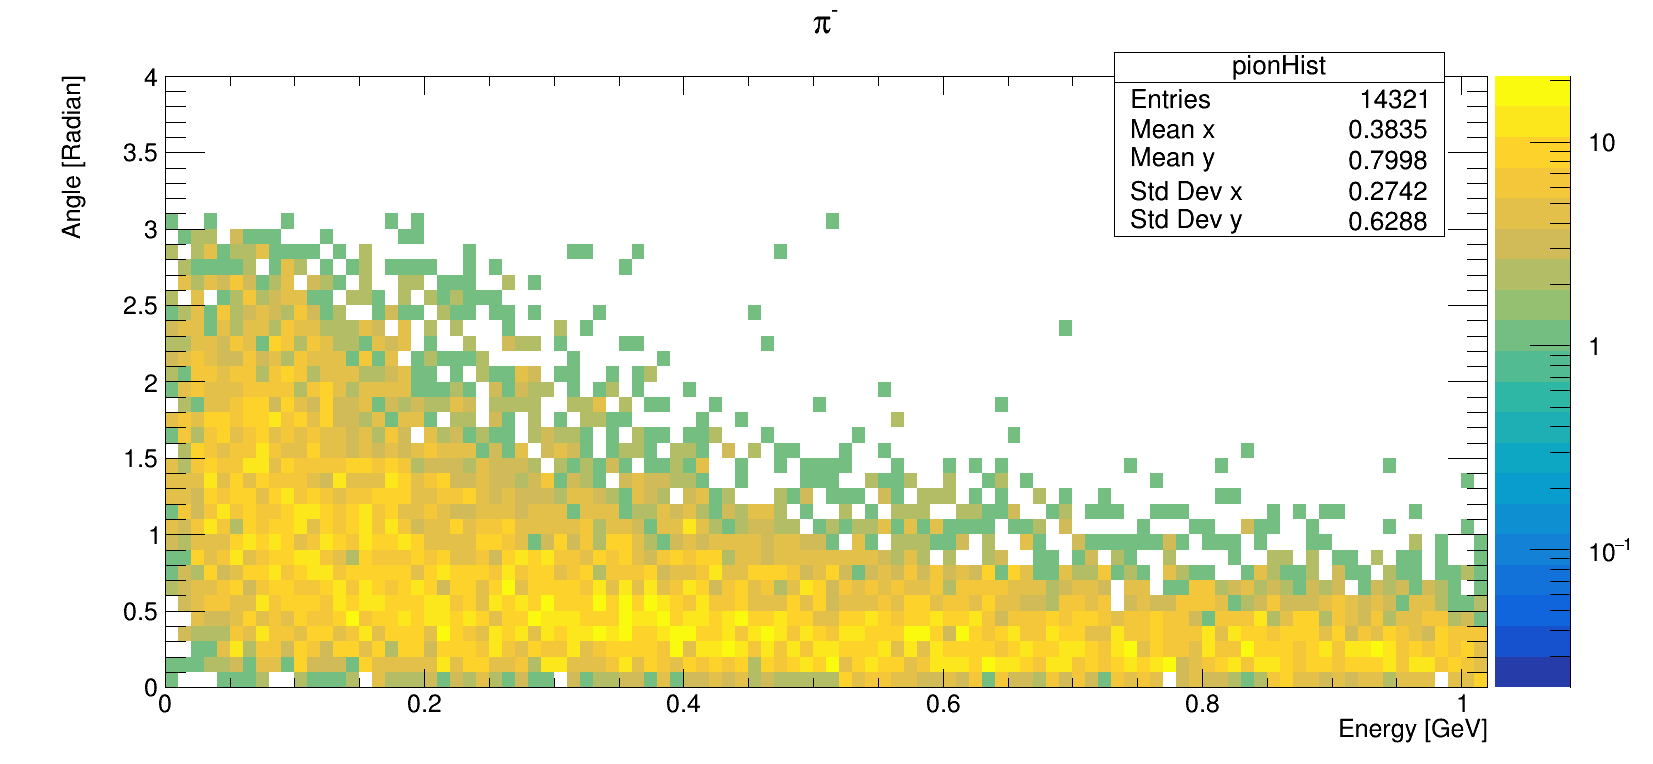 π-
pionHist
Entries 14321
Mean x 0.3835
Mean y 0.7998
Std Dev x 0.2742
Std Dev y 0.6288
Angle [Radian]
4
3.5
3
2.5
2
1.5
1
0.5
0
0 0.2 0.4 0.6 0.8 1
Energy [GeV]
10
1
10−1